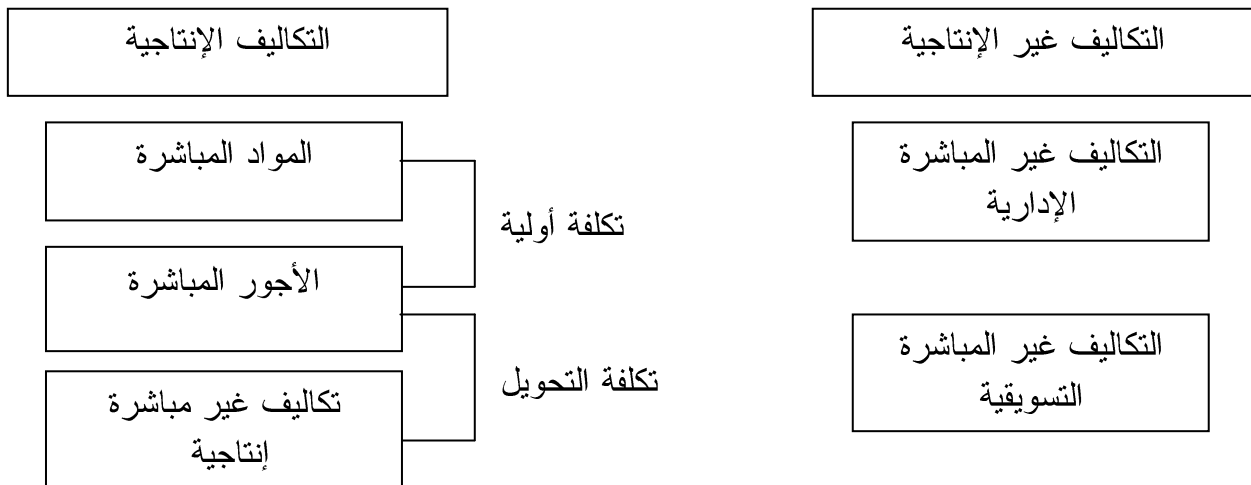 التكاليف غير الإنتاجية
التكاليف غير المباشرة
الإدارية
التكاليف غير المباشرة
التسويقية
التكاليف الإنتاجية
المواد المباشرة
تكلفة أولية
الأجور المباشرة
تكلفة التحويل
تكاليف غير مباشرة
إنتاجية